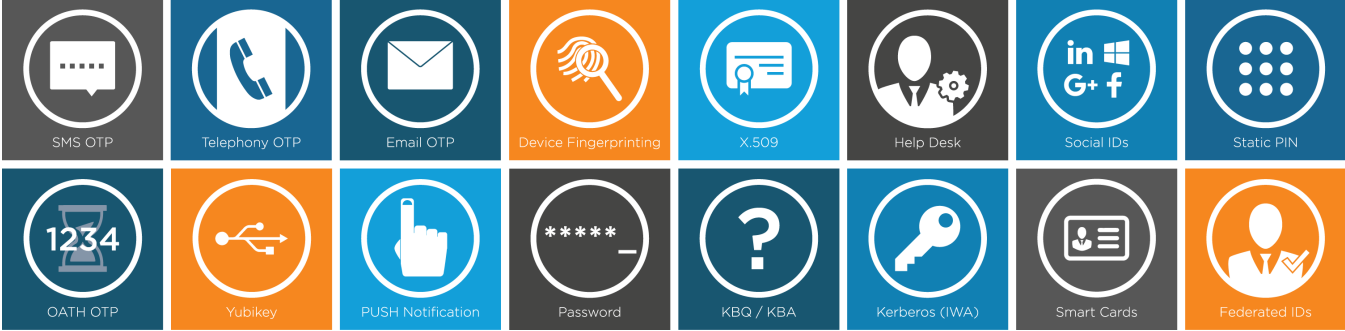 SMS OTP
Telephony OTP
Email OTP
Device Fingerprinting
X.509
Help Desk
in
G+ f
Social IDs
Static PIN
1234
OATH OTP
Yubikey
PUSH Notification
*****_
Password
?
KBQ / KBA
Kerberos (IWA)
Smart Cards
Federated IDs